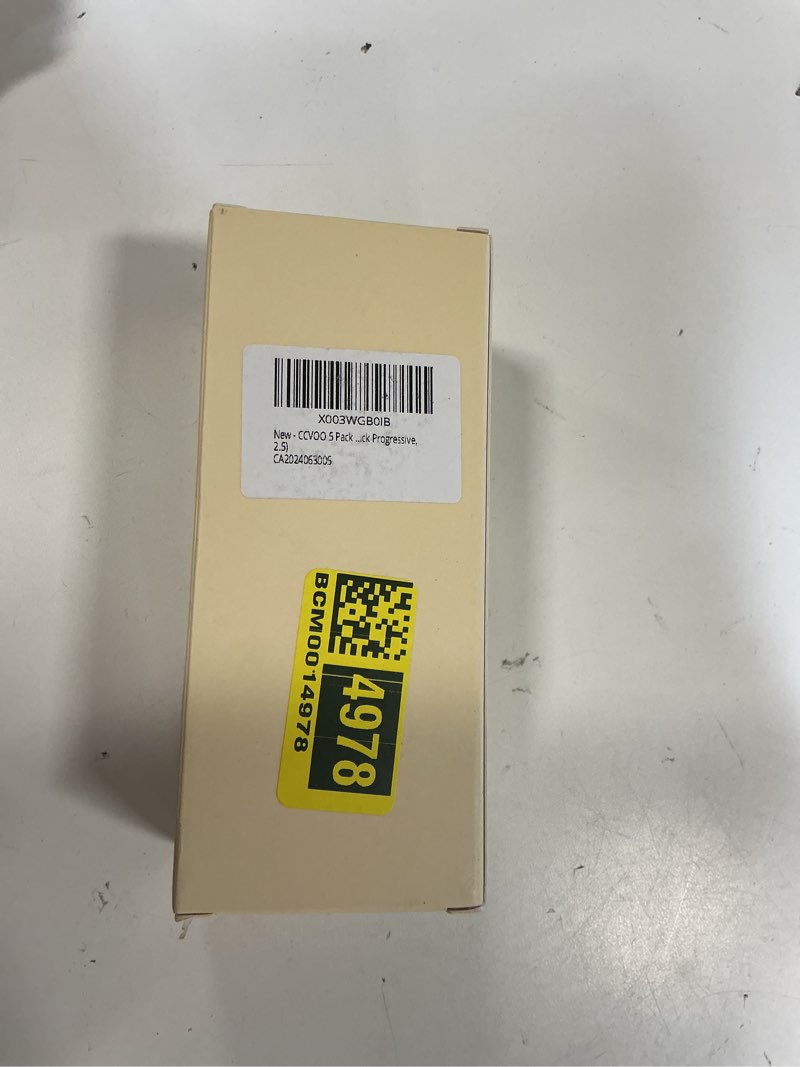 X003WGB0IB
New - CCVOO 5 Pack ...ck Progressive,
2.5)
CA2024063005
BCM0014978
4978